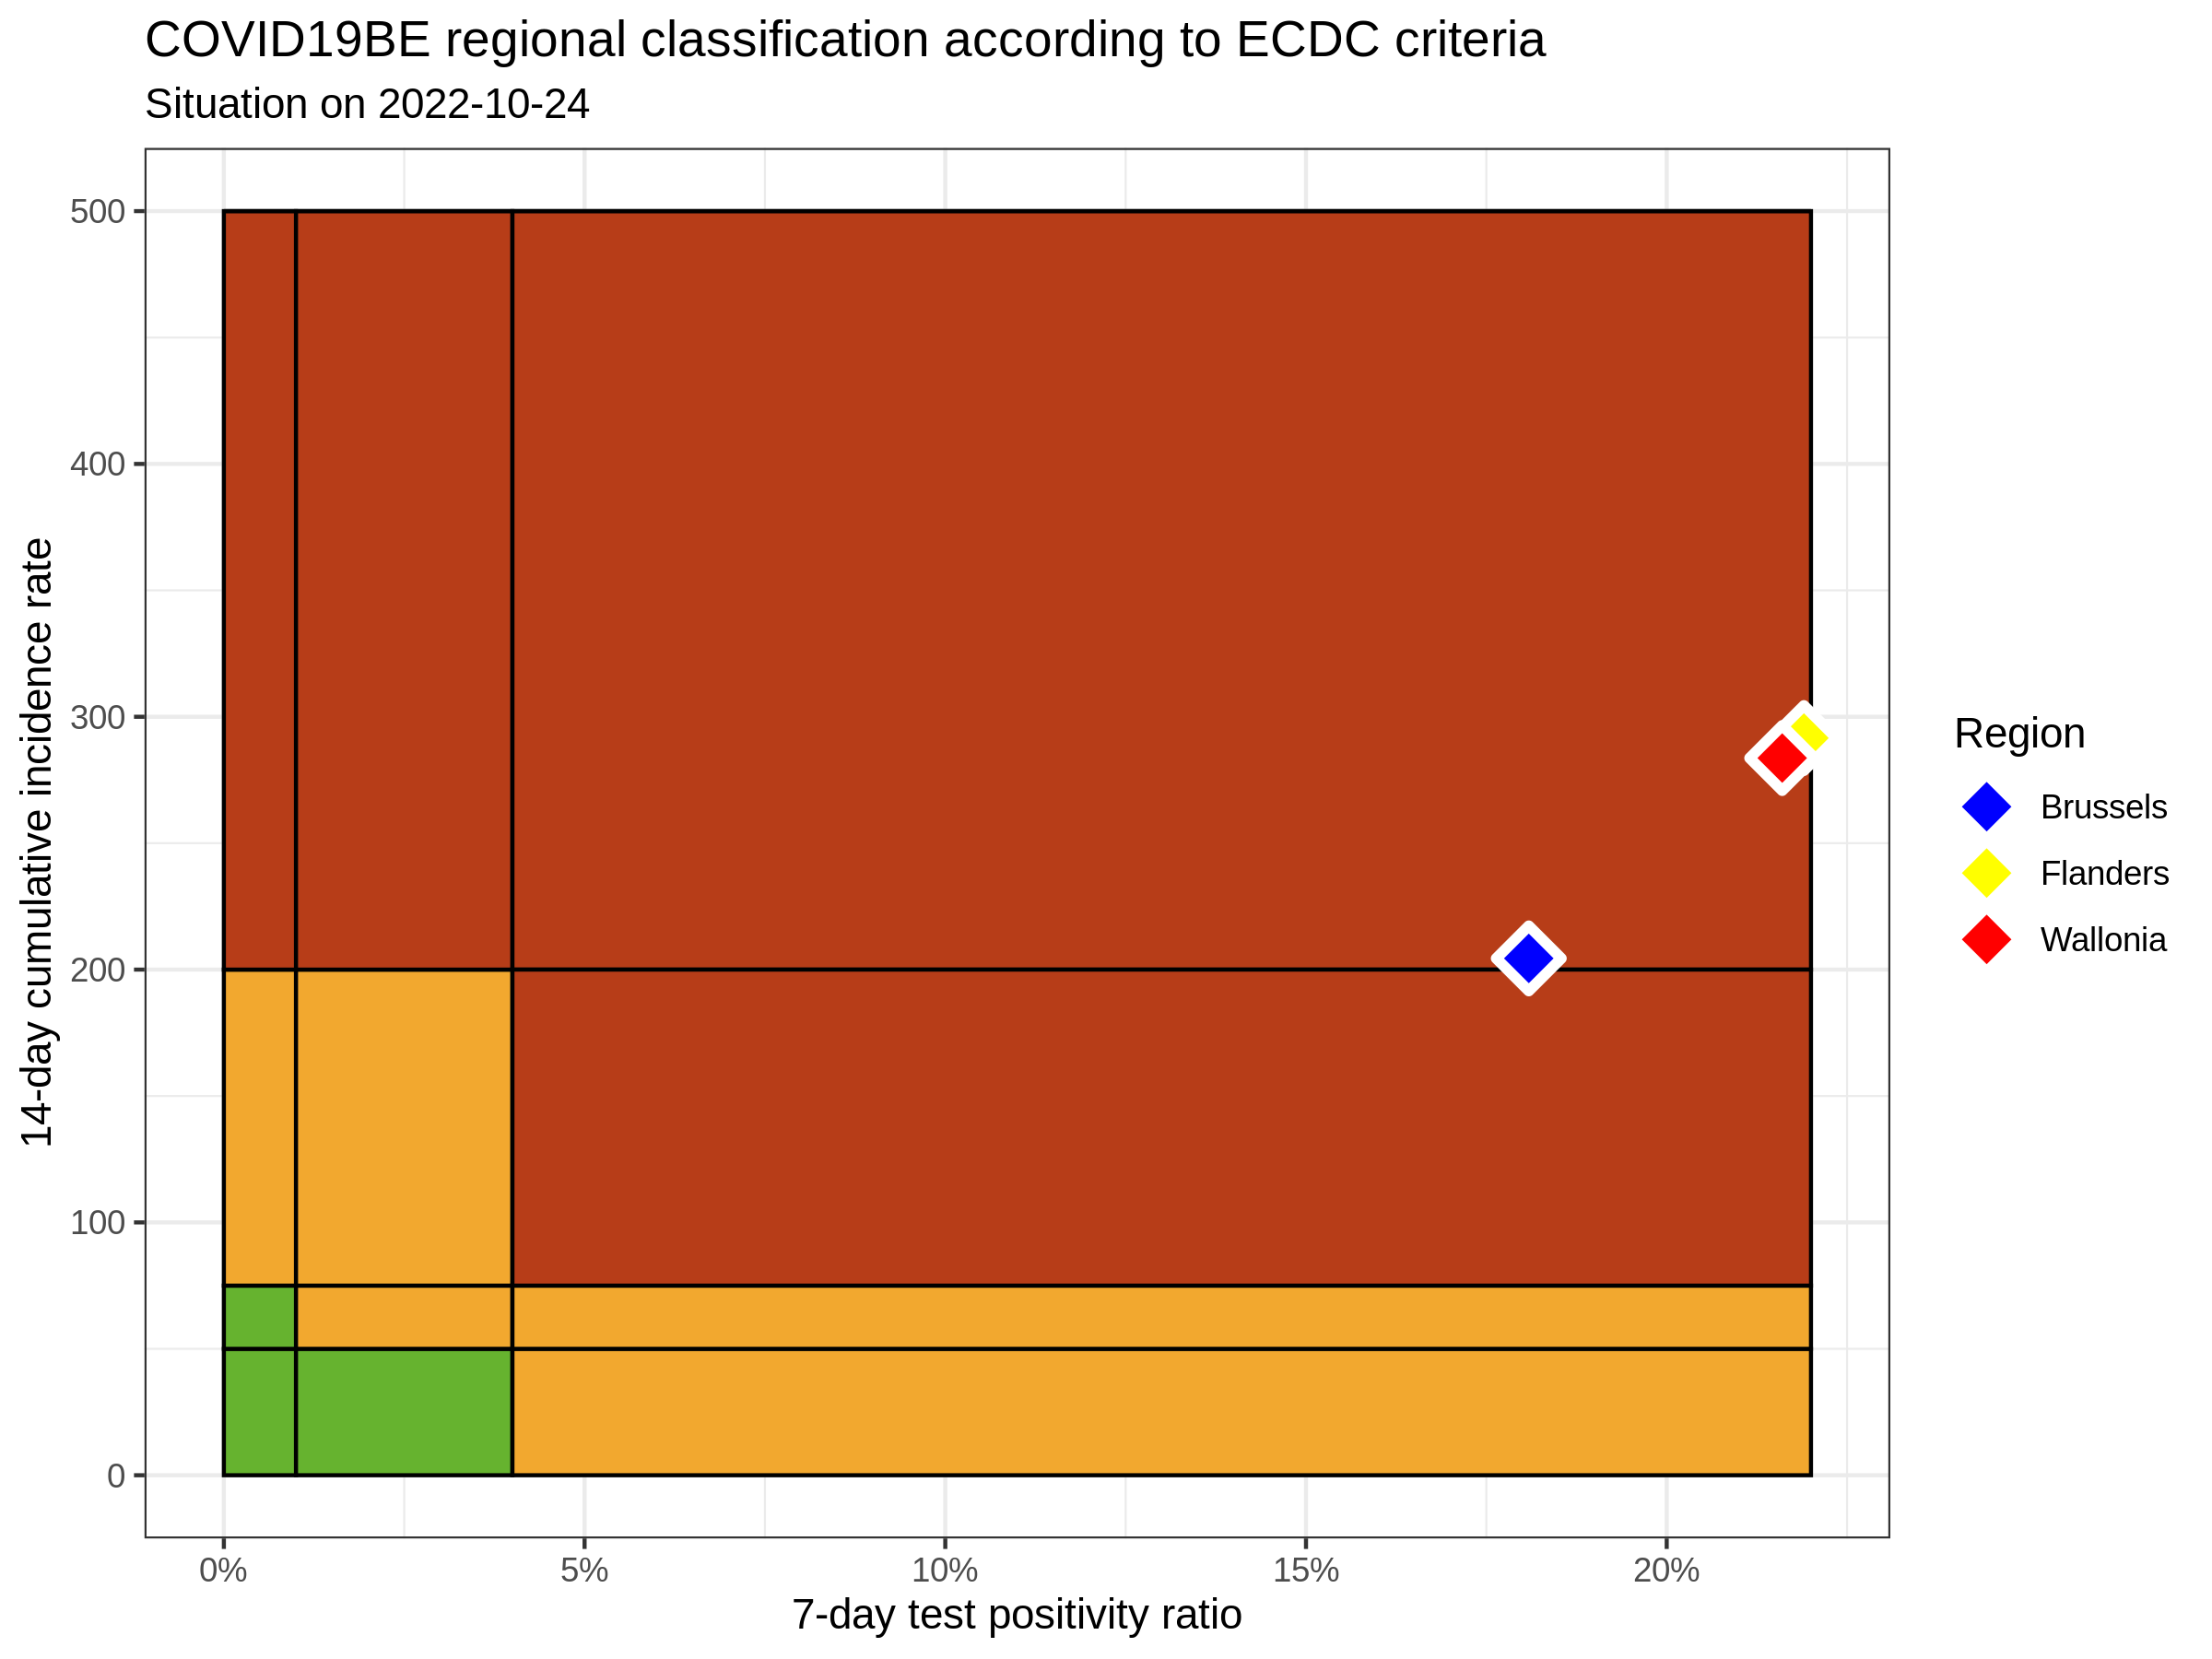 COVID19BE regional classification according to ECDC criteria
Situation on 2022-10-24
14-day cumulative incidence rate
500
400
300
200
100
0
0% 5% 10% 15% 20%
7-day test positivity ratio
Region
Brussels
Flanders
Wallonia